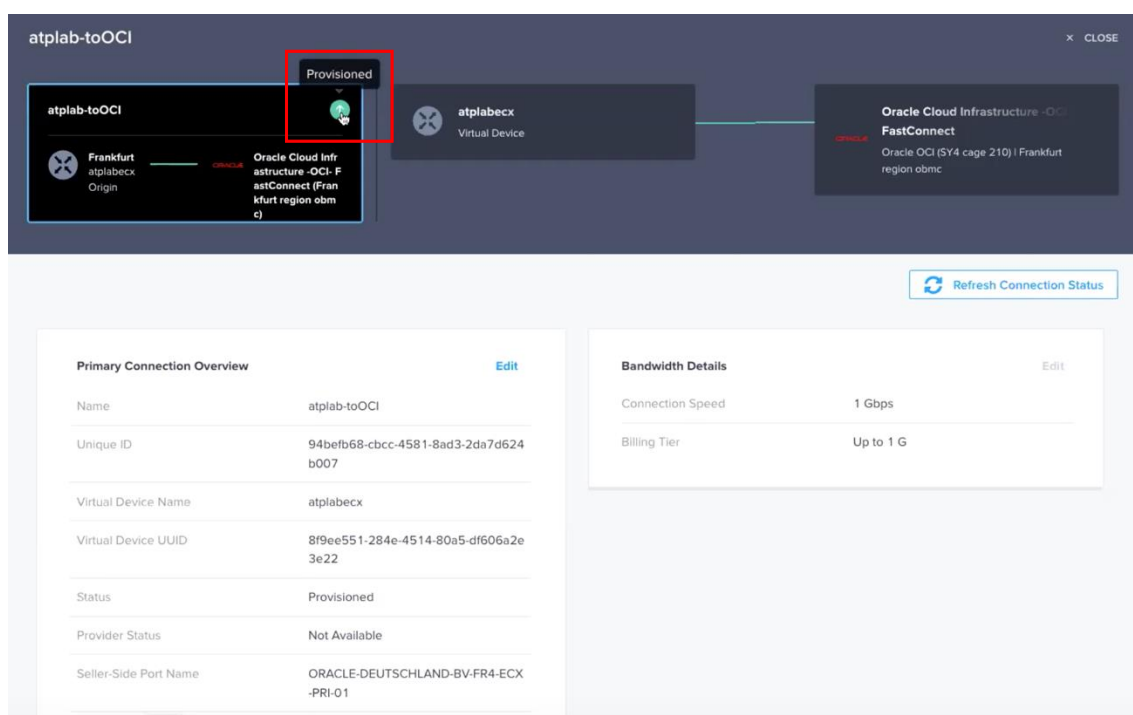 atplab-toOCI
× CLOSE
Provisioned
atplab-toOCI
Frankfurt
atplabecx
Origin
ORACLE
Oracle Cloud Infr
astructure -OCI- F
astConnect (Fran
kfurt region obm
c)
atplabecx
Virtual Device
ORACLE
Oracle Cloud Infrastructure -OCI-
FastConnect
Oracle OCI (SY4 cage 210) | Frankfurt
region obmc
Refresh Connection Status
Primary Connection Overview Edit
Name atplab-toOCI
Unique ID 94befb68-cbcc-4581-8ad3-2da7d624
b007
Virtual Device Name atplabecx
Virtual Device UUID 8f9ee551-284e-4514-80a5-df606a2e
3e22
Status Provisioned
Provider Status Not Available
Seller-Side Port Name ORACLE-DEUTSCHLAND-BV-FR4-ECX
-PRI-01
Bandwidth Details Edit
Connection Speed 1 Gbps
Billing Tier Up to 1 G